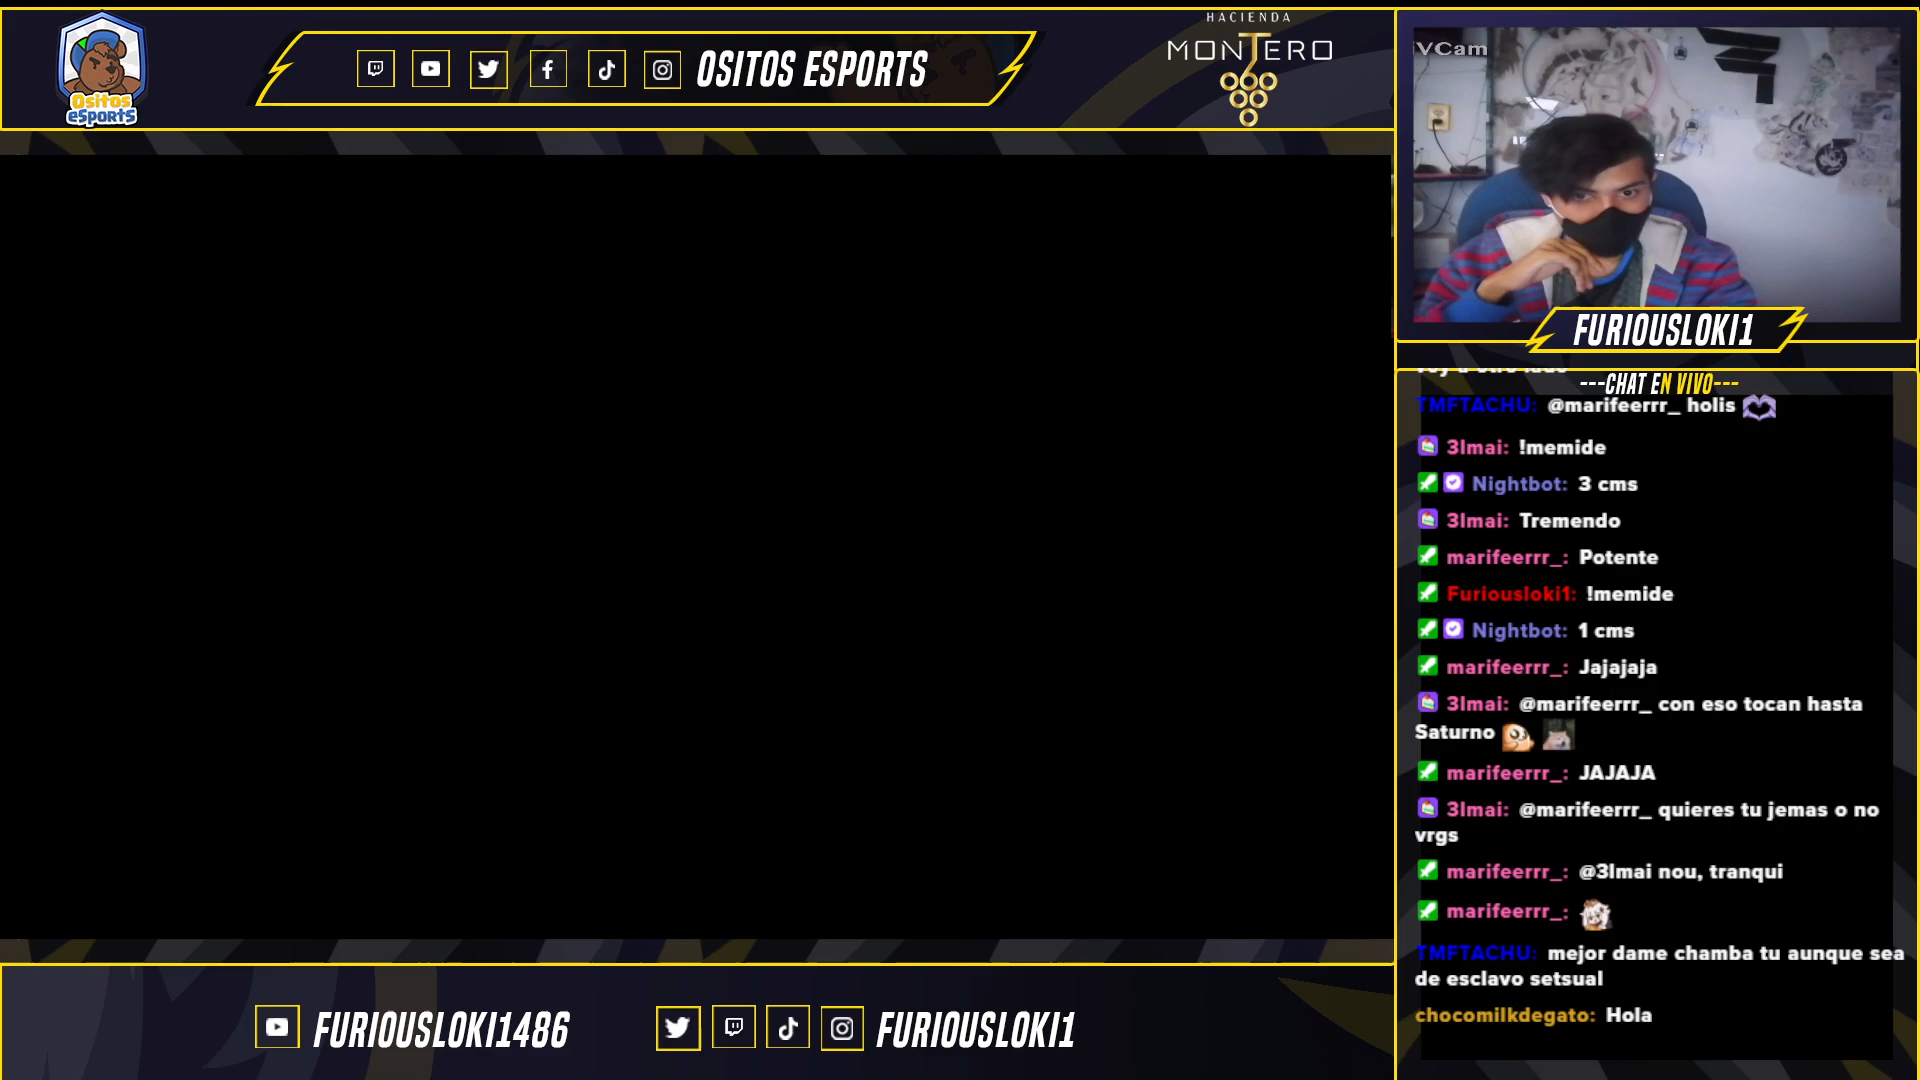 Ositos
eSports
OSITOS ESPORTS
HACIENDA
MONTERO
iVCam
FURIOUSLOKI1
---CHAT EN VIVO---
TMFTACHU: @marifeerrr_ holis
3lmai: !memide
Nightbot: 3 cms
3lmai: Tremendo
marifeerrr_: Potente
Furiousloki1: !memide
Nightbot: 1 cms
marifeerrr_: Jajajaja
3lmai: @marifeerrr_ con eso tocan hasta
Saturno
marifeerrr_: JAJAJA
3lmai: @marifeerrr_ quieres tu jemas o no
vrgs
marifeerrr_: @3lmai nou, tranqui
marifeerrr_:
TMFTACHU: mejor dame chamba tu aunque sea
de esclavo setsual
chocomilkdegato: Hola
FURIOUSLOKI1486
FURIOUSLOKI1